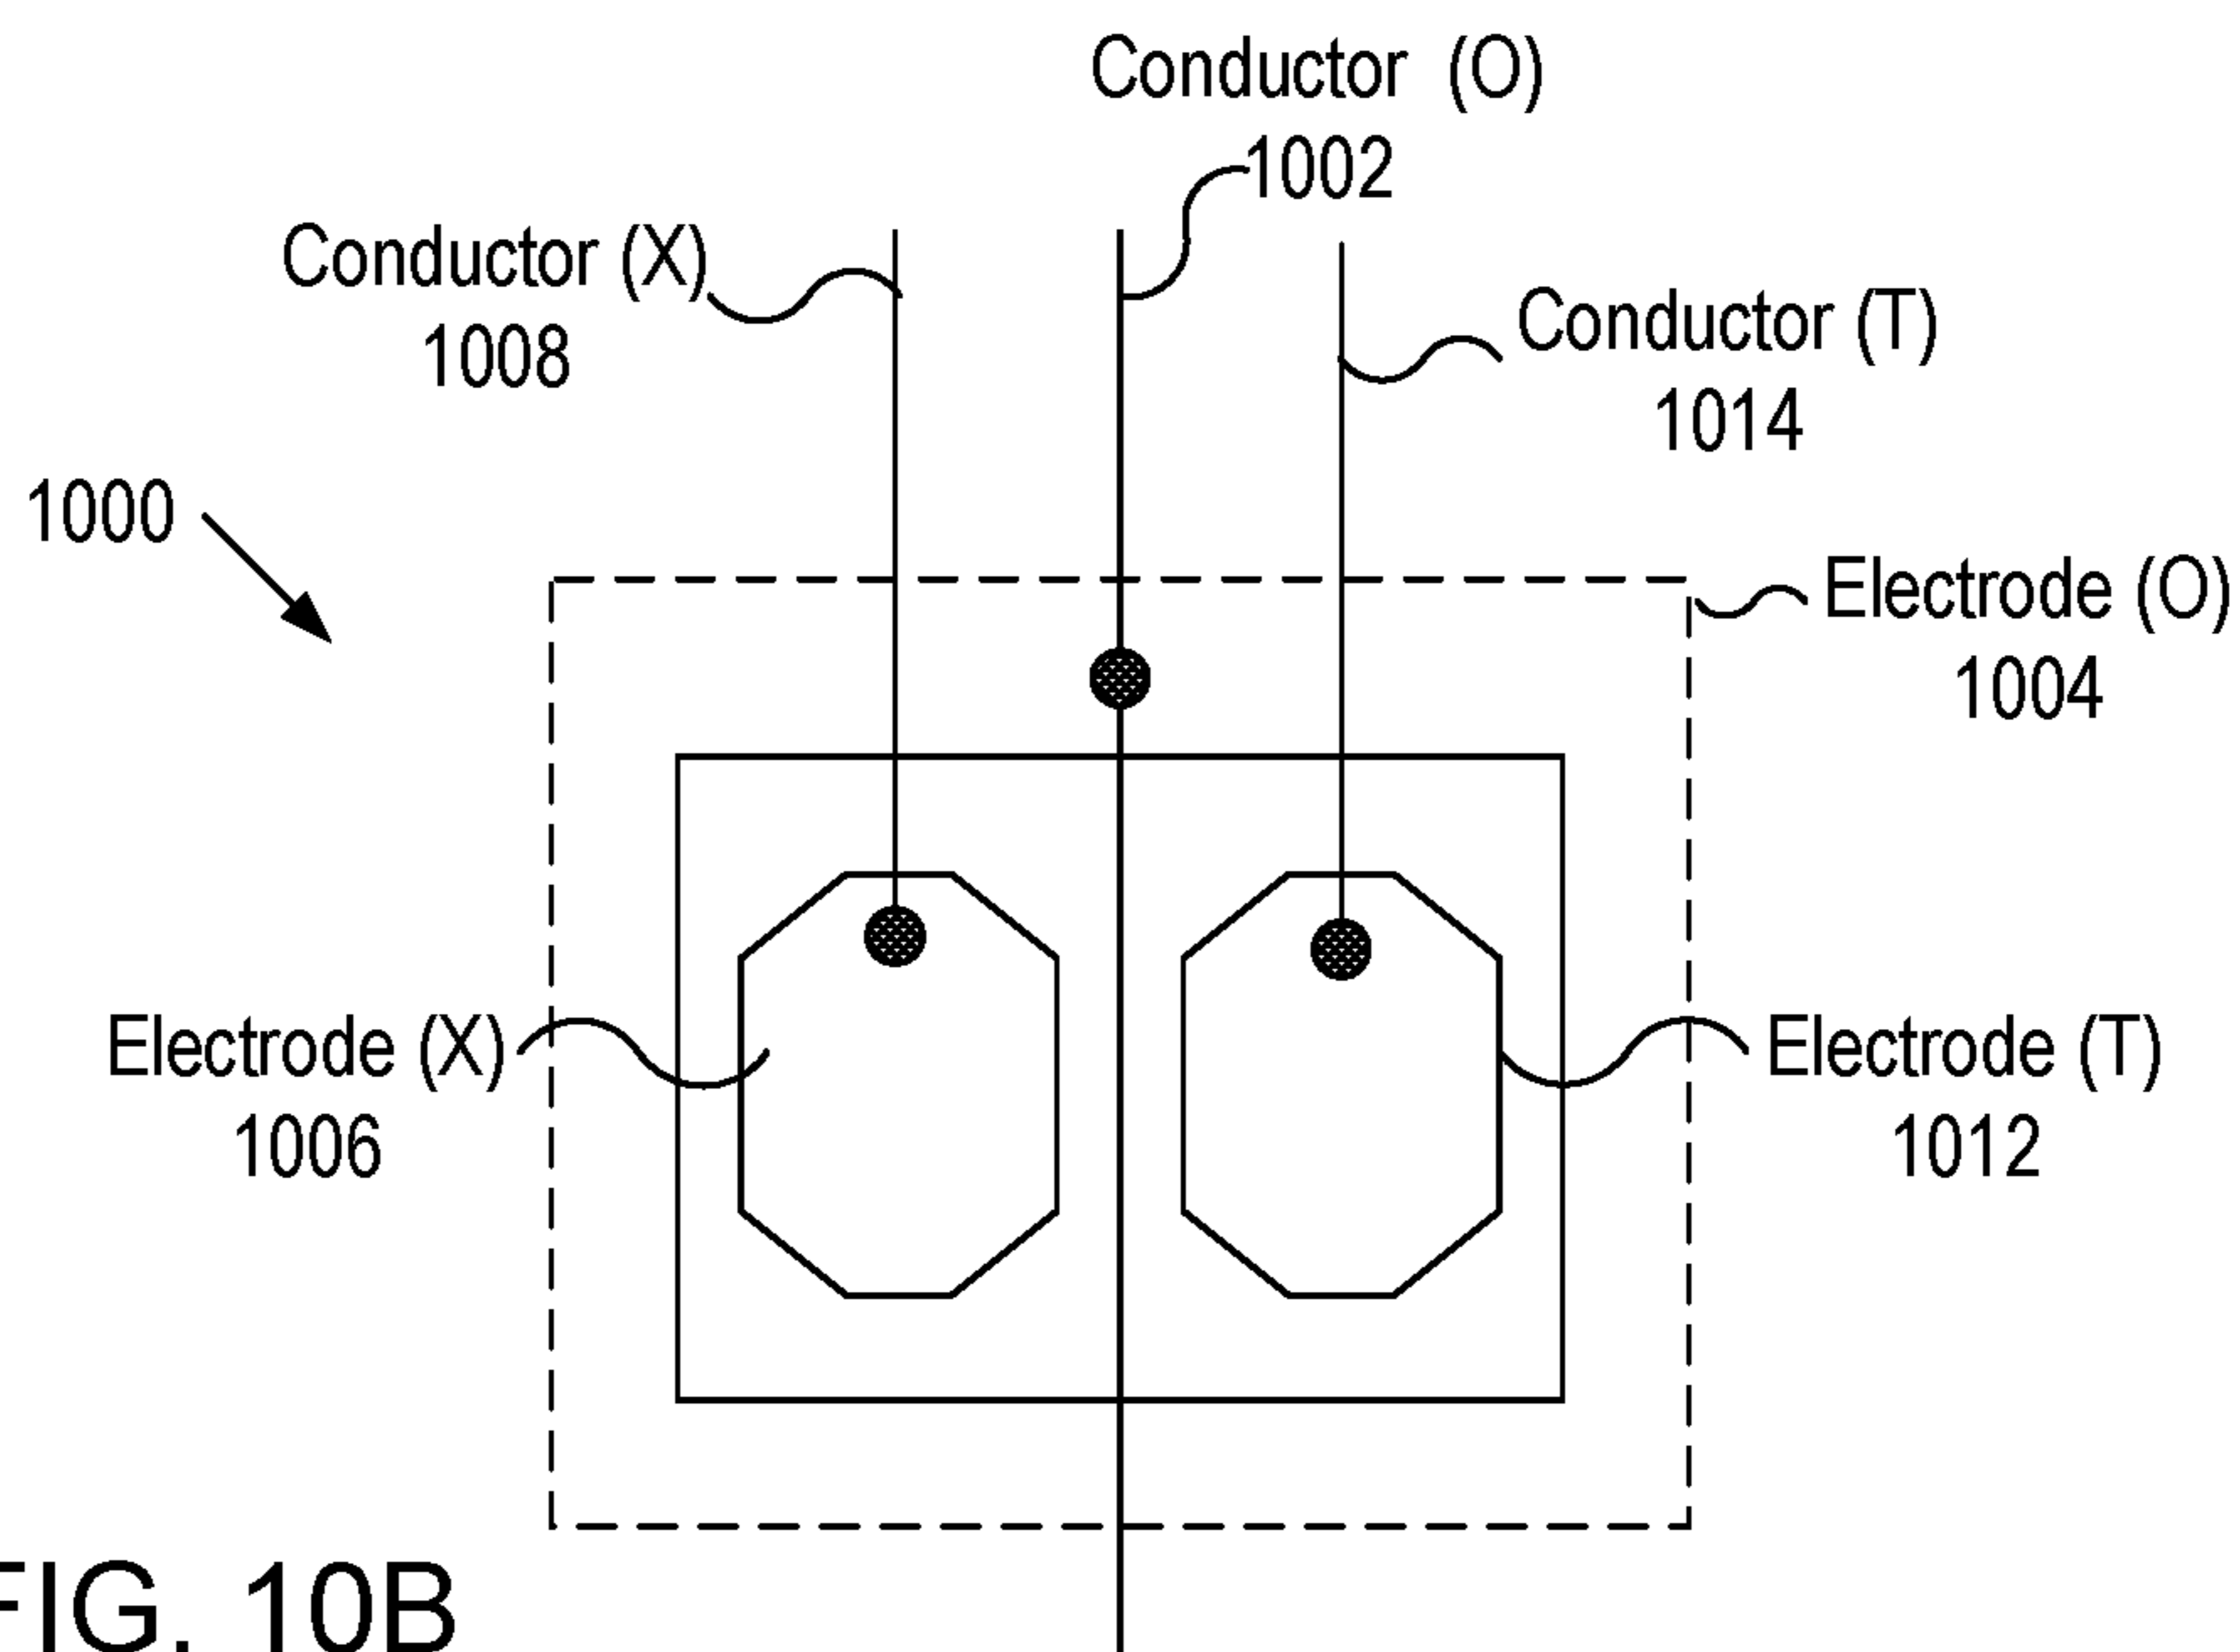 Conductor (O)
1002
Conductor (X)
1008
Conductor (T)
1014
1000
Electrode (O)
1004
Electrode (X)
1006
Electrode (T)
1012
FIG. 10B